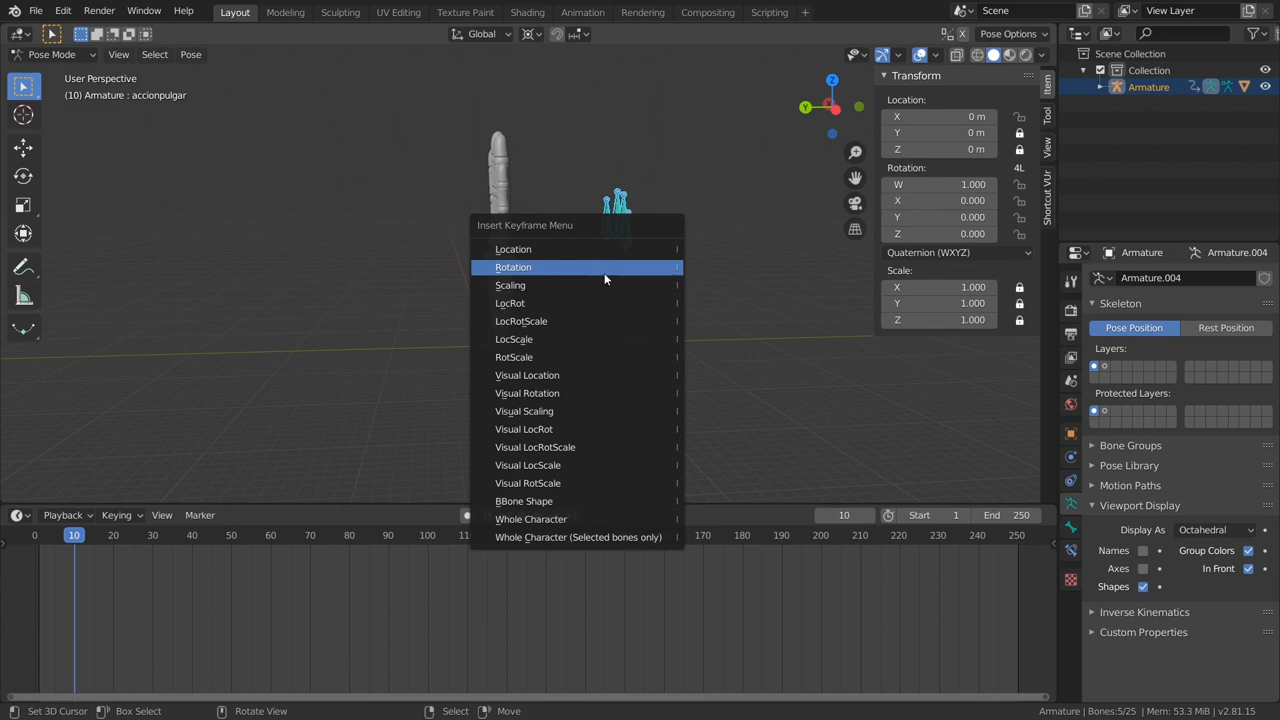 File Edit Render Window Help Layout Modeling Sculpting UV Editing Texture Paint Shading Animation Rendering Compositing Scripting + Scene View Layer
Global Pose Options
Pose Mode View Select Pose
User Perspective
(10) Armature : accionpulgar
Z
Y
Transform
Location:
X 0 m
Y 0 m
Z 0 m
Rotation: 4L
W 1.000
X 0.000
Y 0.000
Z 0.000
Quaternion (WXYZ)
Scale:
X 1.000
Y 1.000
Z 1.000
Item
Tool
View
Shortcut VUr
Scene Collection
Collection
Armature
Armature Armature.004
Armature.004
Skeleton
Pose Position Rest Position
Layers:
Protected Layers:
Bone Groups
Pose Library
Motion Paths
Viewport Display
Display As Octahedral
Names Group Colors
Axes In Front
Shapes
Inverse Kinematics
Custom Properties
Insert Keyframe Menu
Location I
Rotation I
Scaling I
LocRot I
LocRotScale I
LocScale I
RotScale I
Visual Location I
Visual Rotation I
Visual Scaling I
Visual LocRot I
Visual LocRotScale I
Visual LocScale I
Visual RotScale I
BBone Shape I
Whole Character I
Whole Character (Selected bones only) I
Playback Keying View Marker 10 Start 1 End 250
0 10 20 30 40 50 60 70 80 90 100 170 180 190 200 210 220 230 240 250
Set 3D Cursor Box Select Rotate View Select Move Armature | Bones:5/25 | Mem: 53.3 MiB | v2.81.15